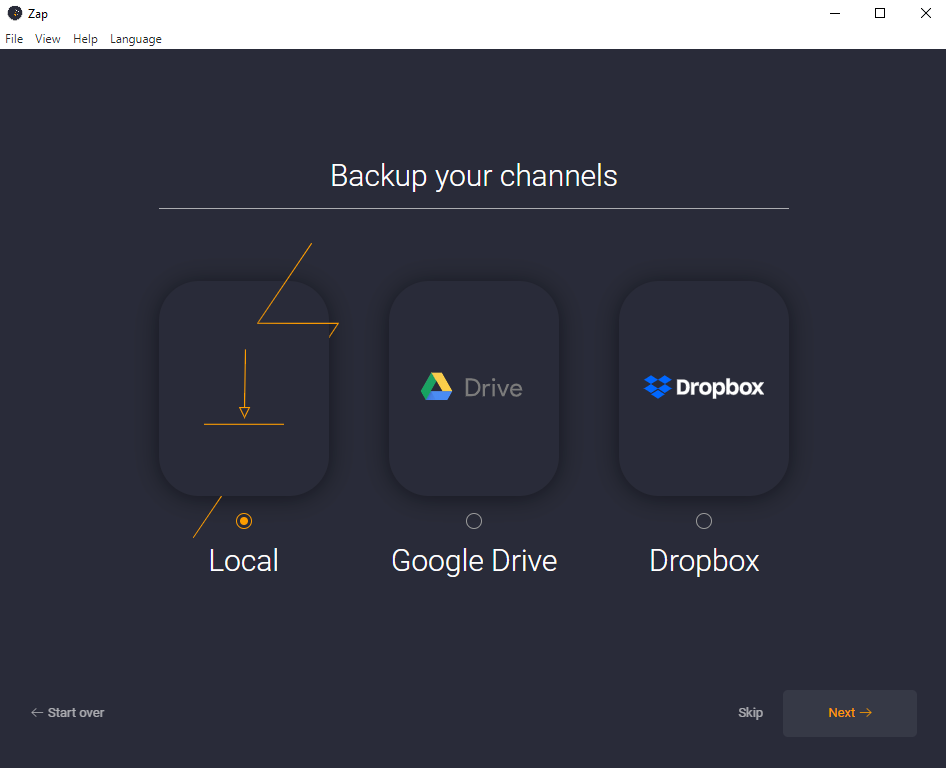 Zap
File View Help Language
Backup your channels
Drive
Dropbox
Local
Google Drive
Dropbox
Start over
Skip
Next